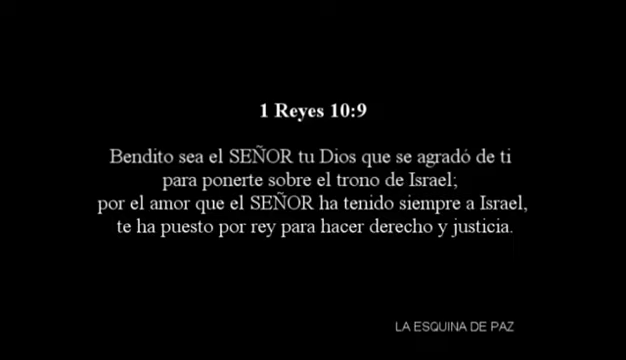 1 Reyes 10:9
Bendito sea el SEÑOR tu Dios que se agradó de ti
para ponerte sobre el trono de Israel;
por el amor que el SEÑOR ha tenido siempre a Israel,
te ha puesto por rey para hacer derecho y justicia.
LA ESQUINA DE PAZ